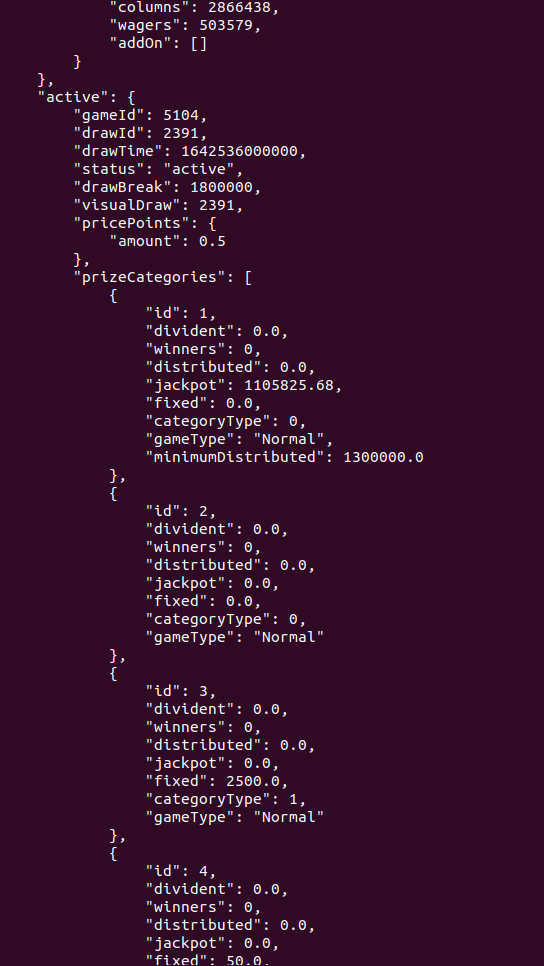 "columns": 2866438,
"wagers": 503579,
"addOn": []
}
},
"active": {
"gameId": 5104,
"drawId": 2391,
"drawTime": 1642536000000,
"status": "active",
"drawBreak": 1800000,
"visualDraw": 2391,
"pricePoints": {
"amount": 0.5
},
"prizeCategories": [
{
"id": 1,
"divident": 0.0,
"winners": 0,
"distributed": 0.0,
"jackpot": 1105825.68,
"fixed": 0.0,
"categoryType": 0,
"gameType": "Normal",
"minimumDistributed": 1300000.0
},
{
"id": 2,
"divident": 0.0,
"winners": 0,
"distributed": 0.0,
"jackpot": 0.0,
"fixed": 0.0,
"categoryType": 0,
"gameType": "Normal"
},
{
"id": 3,
"divident": 0.0,
"winners": 0,
"distributed": 0.0,
"jackpot": 0.0,
"fixed": 2500.0,
"categoryType": 1,
"gameType": "Normal"
},
{
"id": 4,
"divident": 0.0,
"winners": 0,
"distributed": 0.0,
"jackpot": 0.0,
"fixed": 50.0,